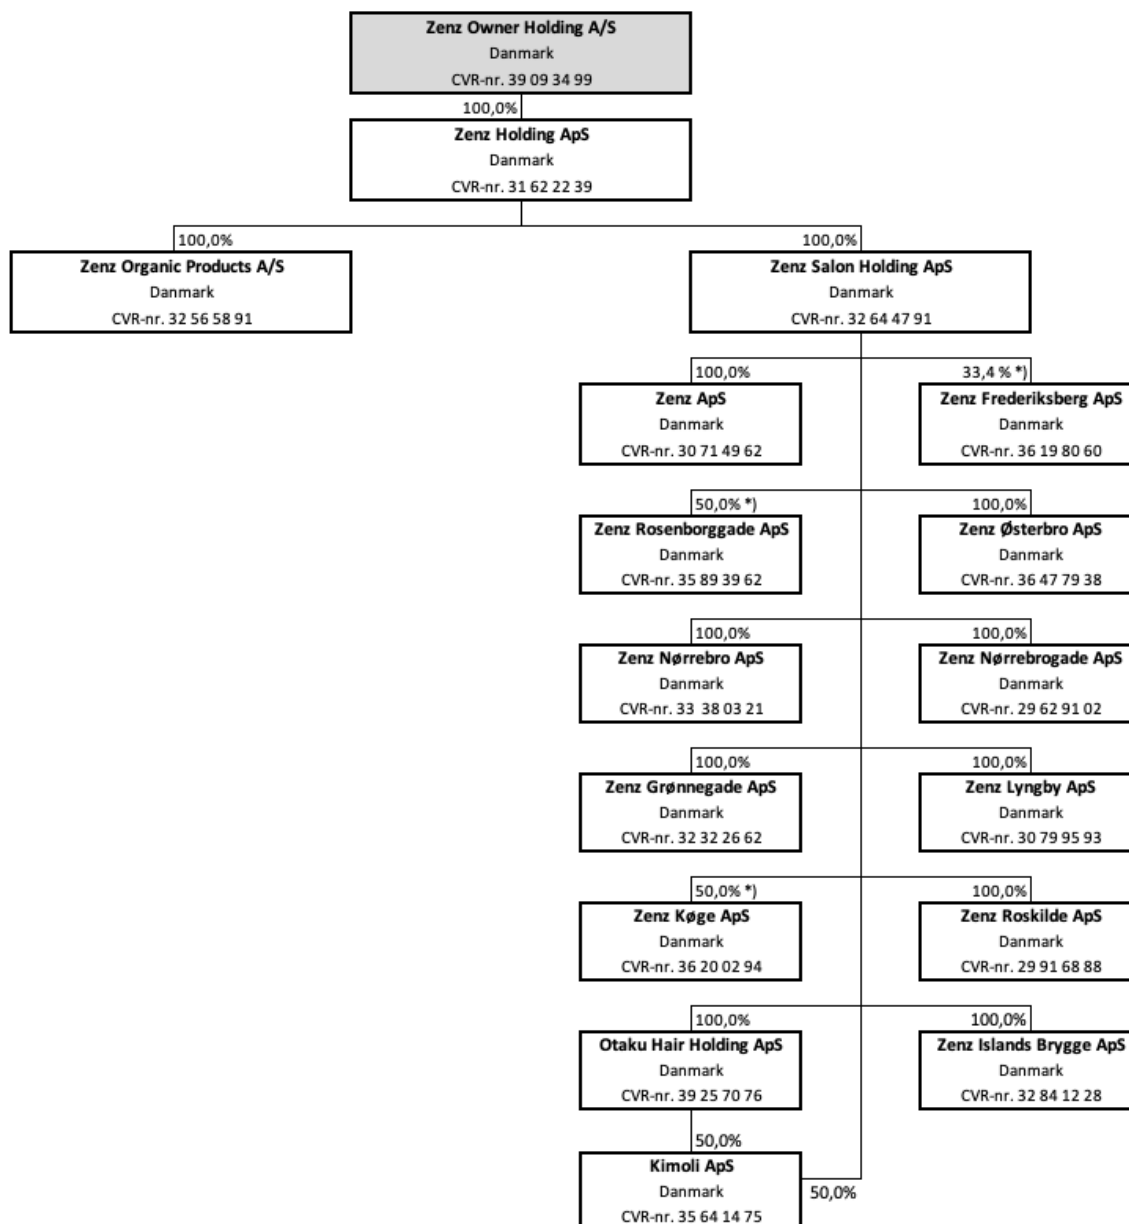 Zenz Owner Holding A/S
Danmark
CVR-nr. 39 09 34 99
100,0%
Zenz Holding ApS
Danmark
CVR-nr. 31 62 22 39
100,0%
Zenz Organic Products A/S
Danmark
CVR-nr. 32 56 58 91
100,0%
Zenz Salon Holding ApS
Danmark
CVR-nr. 32 64 47 91
100,0%
Zenz ApS
Danmark
CVR-nr. 30 71 49 62
33,4 % *)
Zenz Frederiksberg ApS
Danmark
CVR-nr. 36 19 80 60
50,0% *)
Zenz Rosenborggade ApS
Danmark
CVR-nr. 35 89 39 62
100,0%
Zenz Østerbro ApS
Danmark
CVR-nr. 36 47 79 38
100,0%
Zenz Nørrebro ApS
Danmark
CVR-nr. 33 38 03 21
100,0%
Zenz Nørrebrogade ApS
Danmark
CVR-nr. 29 62 91 02
100,0%
Zenz Grønnegade ApS
Danmark
CVR-nr. 32 32 26 62
100,0%
Zenz Lyngby ApS
Danmark
CVR-nr. 30 79 95 93
50,0% *)
Zenz Køge ApS
Danmark
CVR-nr. 36 20 02 94
100,0%
Zenz Roskilde ApS
Danmark
CVR-nr. 29 91 68 88
100,0%
Otaku Hair Holding ApS
Danmark
CVR-nr. 39 25 70 76
100,0%
Zenz Islands Brygge ApS
Danmark
CVR-nr. 32 84 12 28
50,0%
Kimoli ApS
Danmark
CVR-nr. 35 64 14 75
50,0%